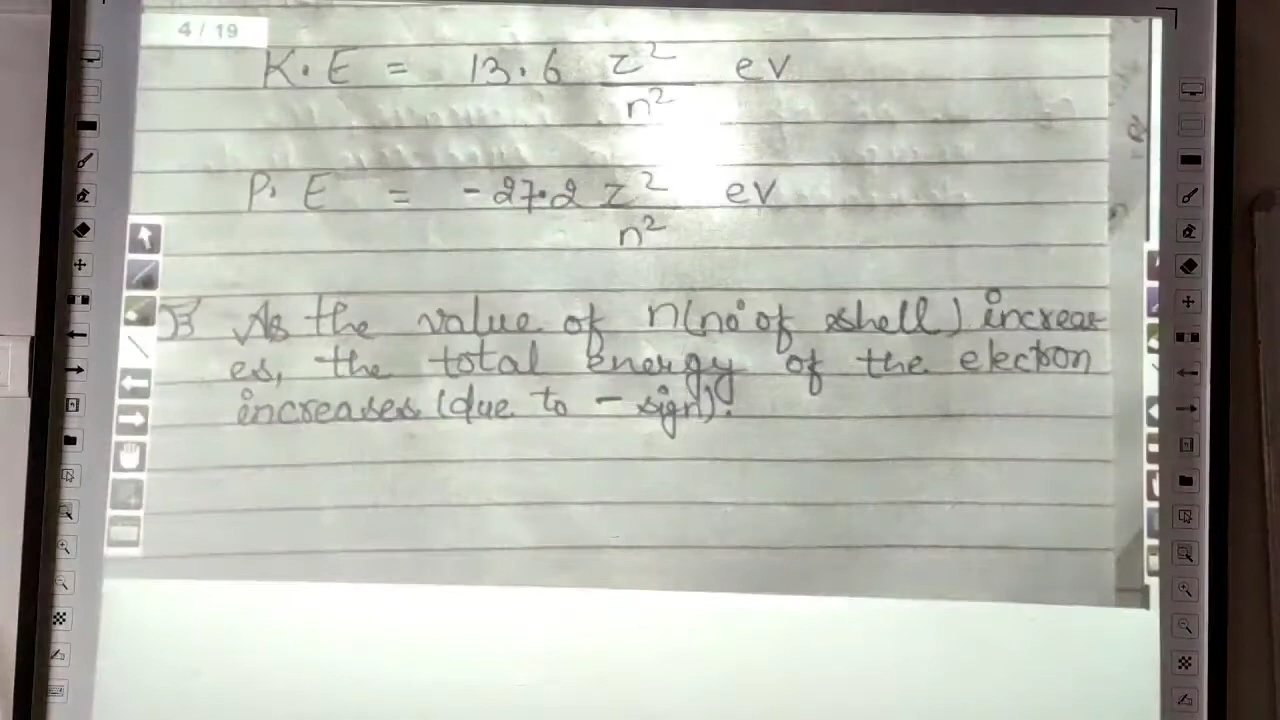 4 / 19
K.E = 13.6 z²/n² ev
P.E = -27.2 z²/n² ev
As the value of n(no of shell) increas
es, the total energy of the electron
increases (due to - sign).